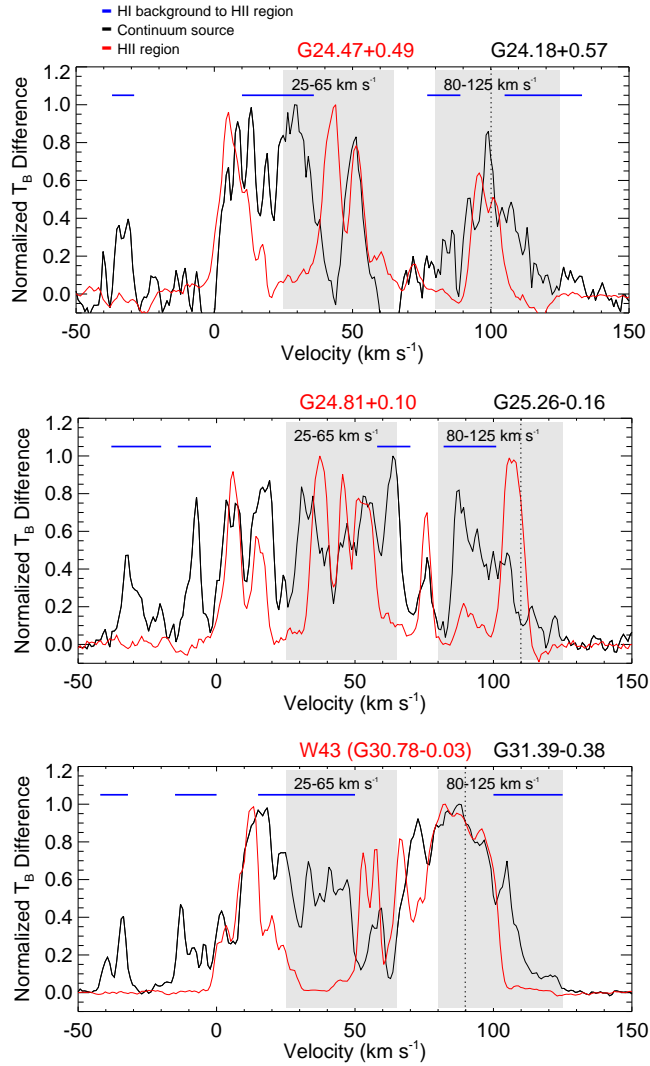 HI background to HII region
Continuum source
HII region
G24.47+0.49 G24.18+0.57
25-65 km s⁻¹ 80-125 km s⁻¹
1.2
1.0
0.8
0.6
0.4
0.2
0.0
Normalized T_B Difference
-50 0 50 100 150
Velocity (km s⁻¹)
G24.81+0.10 G25.26-0.16
25-65 km s⁻¹ 80-125 km s⁻¹
1.2
1.0
0.8
0.6
0.4
0.2
0.0
Normalized T_B Difference
-50 0 50 100 150
Velocity (km s⁻¹)
W43 (G30.78-0.03) G31.39-0.38
25-65 km s⁻¹ 80-125 km s⁻¹
1.2
1.0
0.8
0.6
0.4
0.2
0.0
Normalized T_B Difference
-50 0 50 100 150
Velocity (km s⁻¹)